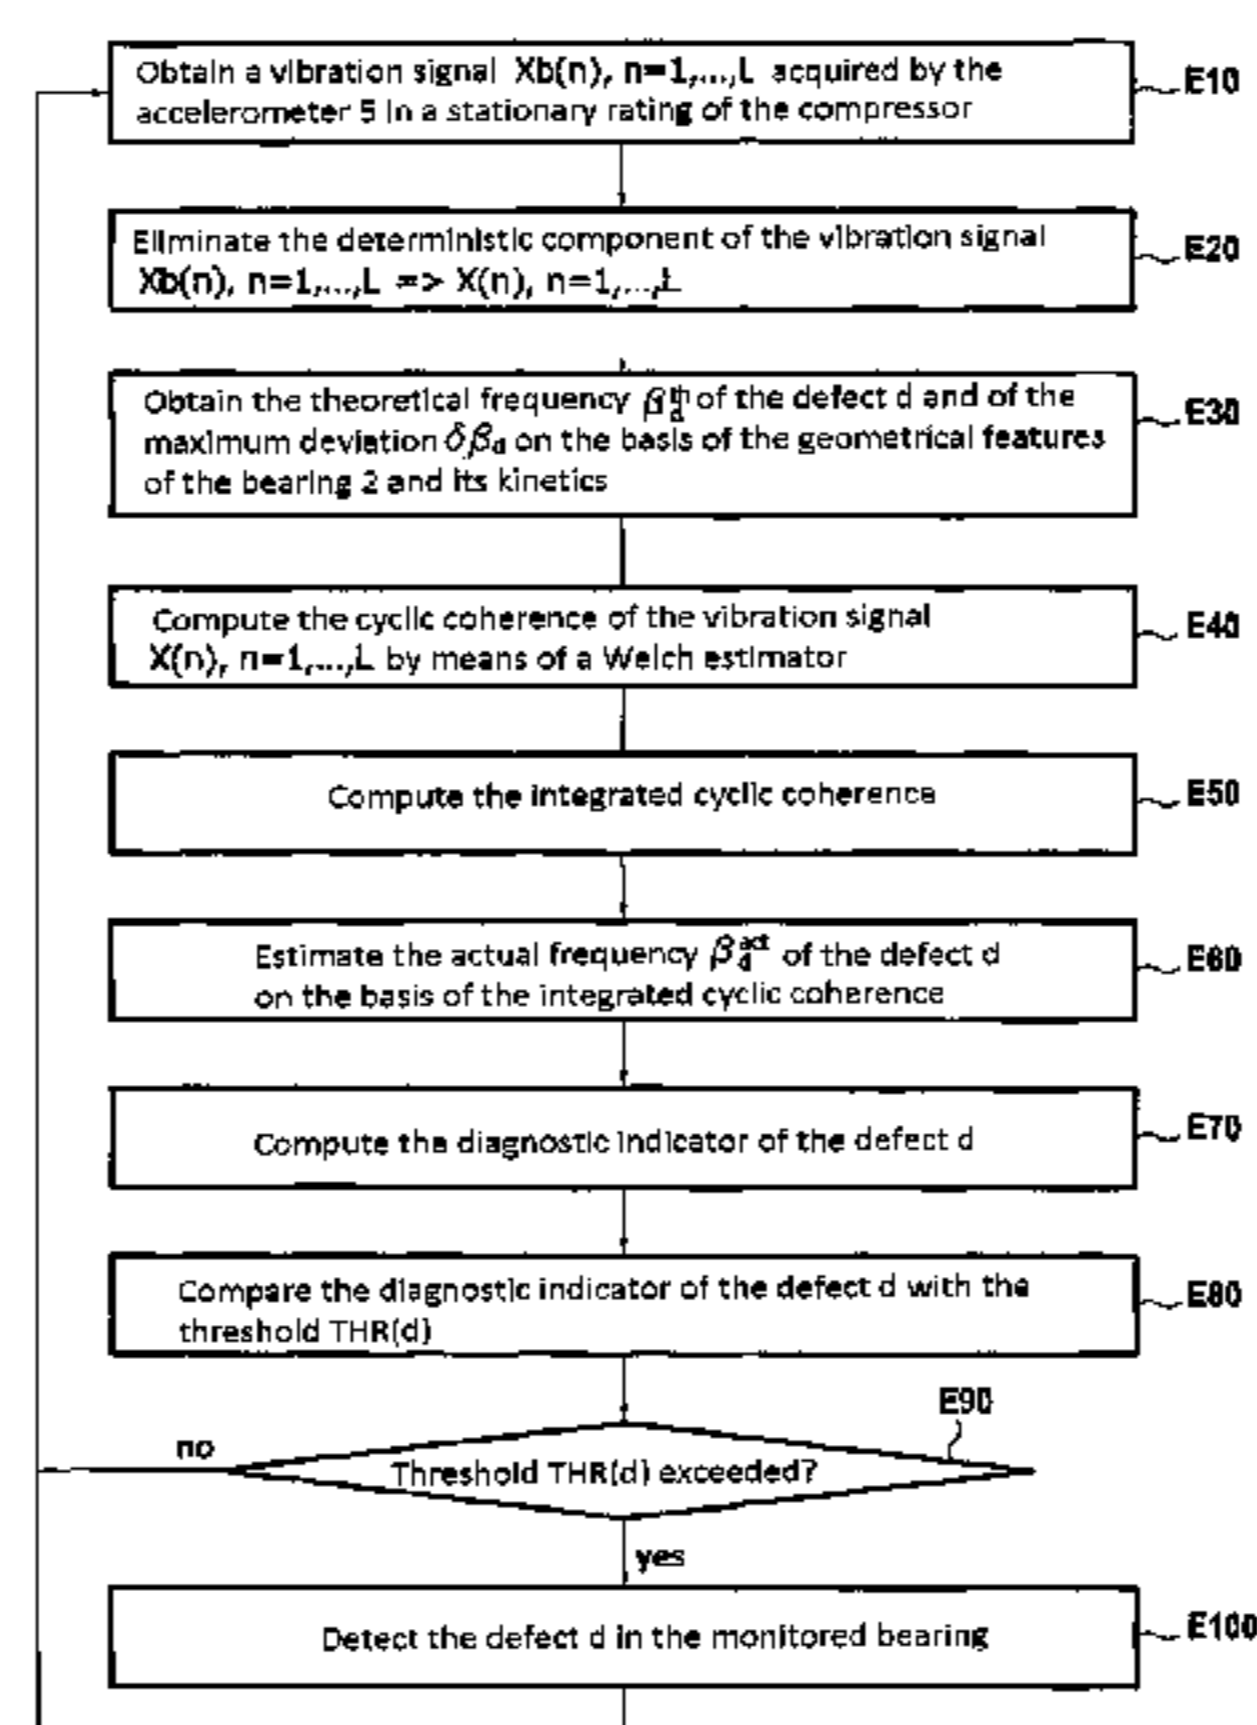 Obtain a vibration signal Xb(n), n=1,...,L acquired by the
accelerometer 5 in a stationary rating of the compressor
E10
Eliminate the deterministic component of the vibration signal
Xb(n), n=1,...,L => X(n), n=1,...,L
E20
Obtain the theoretical frequency β_d^th of the defect d and of the
maximum deviation δβ_d on the basis of the geometrical features
of the bearing 2 and its kinetics
E30
Compute the cyclic coherence of the vibration signal
X(n), n=1,...,L by means of a Welch estimator
E40
Compute the integrated cyclic coherence
E50
Estimate the actual frequency β_d^act of the defect d
on the basis of the integrated cyclic coherence
E60
Compute the diagnostic indicator of the defect d
E70
Compare the diagnostic indicator of the defect d with the
threshold THR(d)
E80
E90
no
Threshold THR(d) exceeded?
yes
Detect the defect d in the monitored bearing
E100